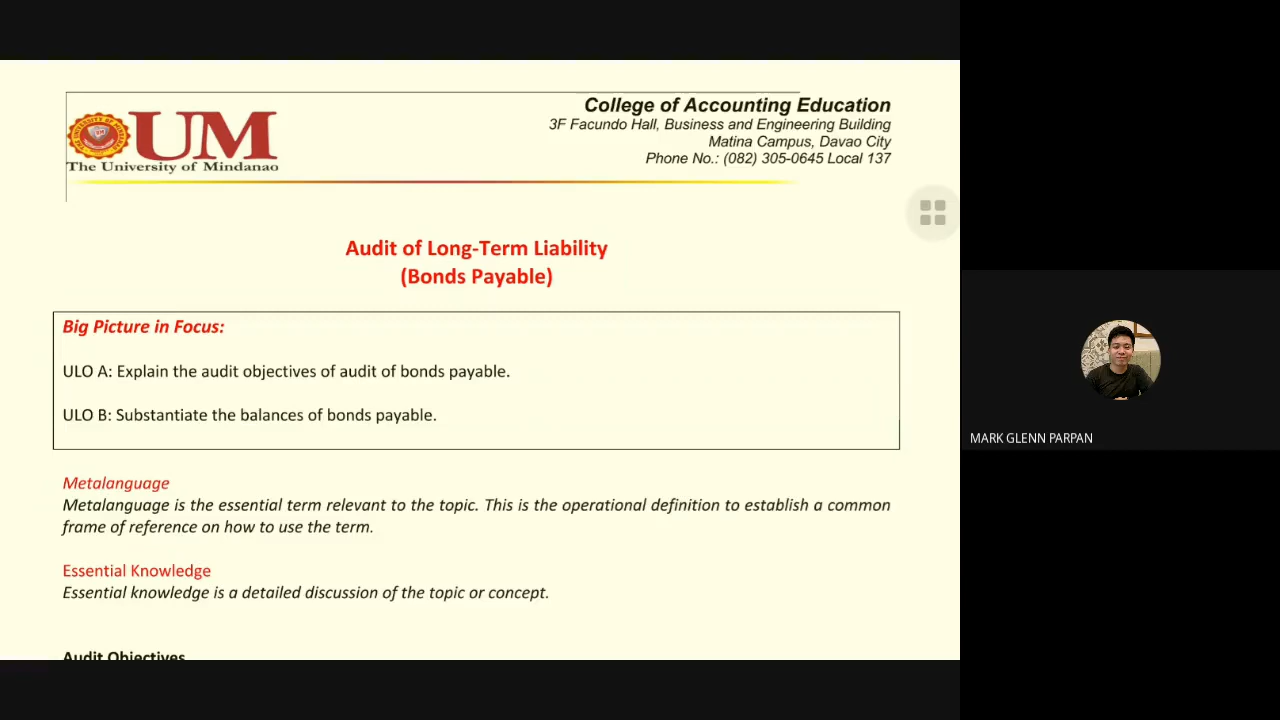 UM
The University of Mindanao
College of Accounting Education
3F Facundo Hall, Business and Engineering Building
Matina Campus, Davao City
Phone No.: (082) 305-0645 Local 137
Audit of Long-Term Liability
(Bonds Payable)
Big Picture in Focus:
ULO A: Explain the audit objectives of audit of bonds payable.
ULO B: Substantiate the balances of bonds payable.
Metalanguage
Metalanguage is the essential term relevant to the topic. This is the operational definition to establish a common
frame of reference on how to use the term.
Essential Knowledge
Essential knowledge is a detailed discussion of the topic or concept.
Audit Objectives
MARK GLENN PARPAN